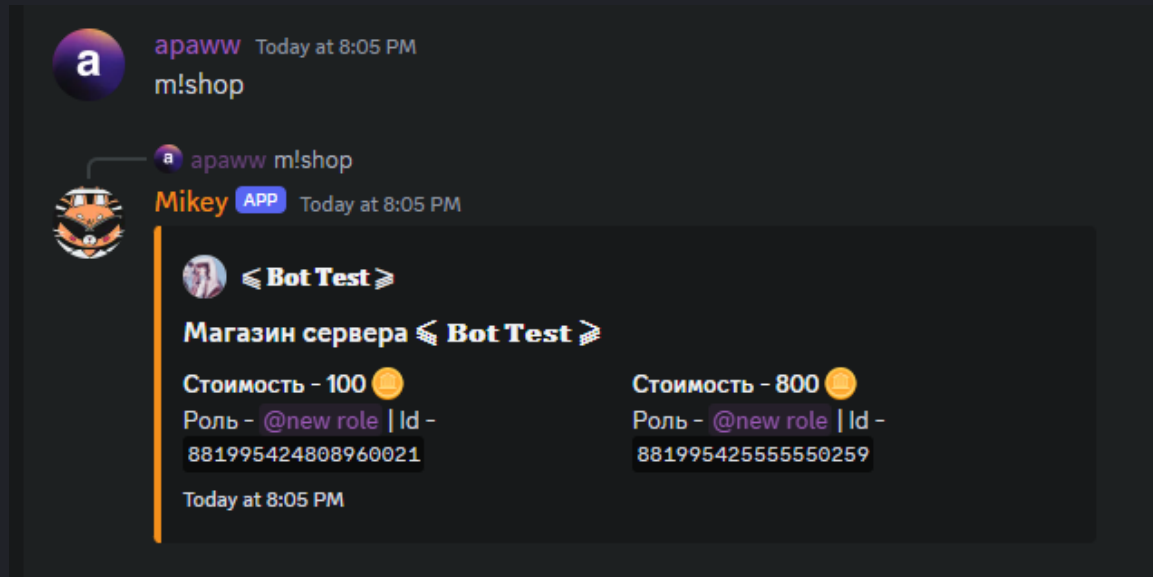 a
apaww Today at 8:05 PM
m!shop
a apaww m!shop
Mikey APP Today at 8:05 PM
⩽ Bot Test ⩾
Магазин сервера ⩽ Bot Test ⩾
Стоимость - 100 Стоимость - 800
Роль - @new role | Id - Роль - @new role | Id -
881995424808960021 881995425555550259
Today at 8:05 PM